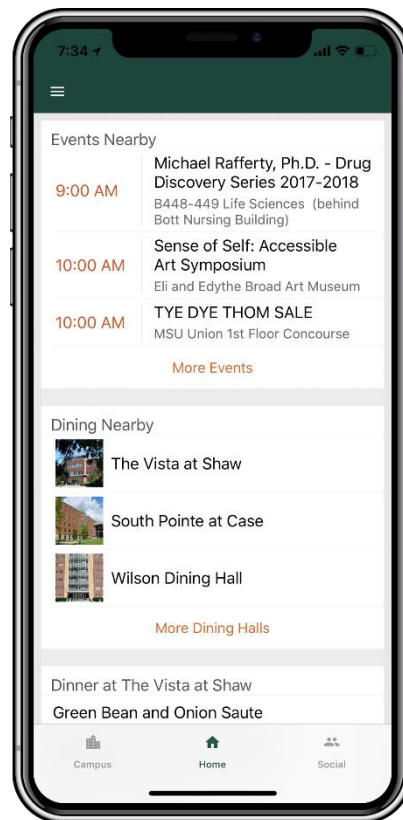 7:34
Events Nearby
9:00 AM
Michael Rafferty, Ph.D. - Drug
Discovery Series 2017-2018
B448-449 Life Sciences (behind
Bott Nursing Building)
10:00 AM
Sense of Self: Accessible
Art Symposium
Eli and Edythe Broad Art Museum
10:00 AM
TYE DYE THOM SALE
MSU Union 1st Floor Concourse
More Events
Dining Nearby
The Vista at Shaw
South Pointe at Case
Wilson Dining Hall
More Dining Halls
Dinner at The Vista at Shaw
Green Bean and Onion Saute
Campus
Home
Social